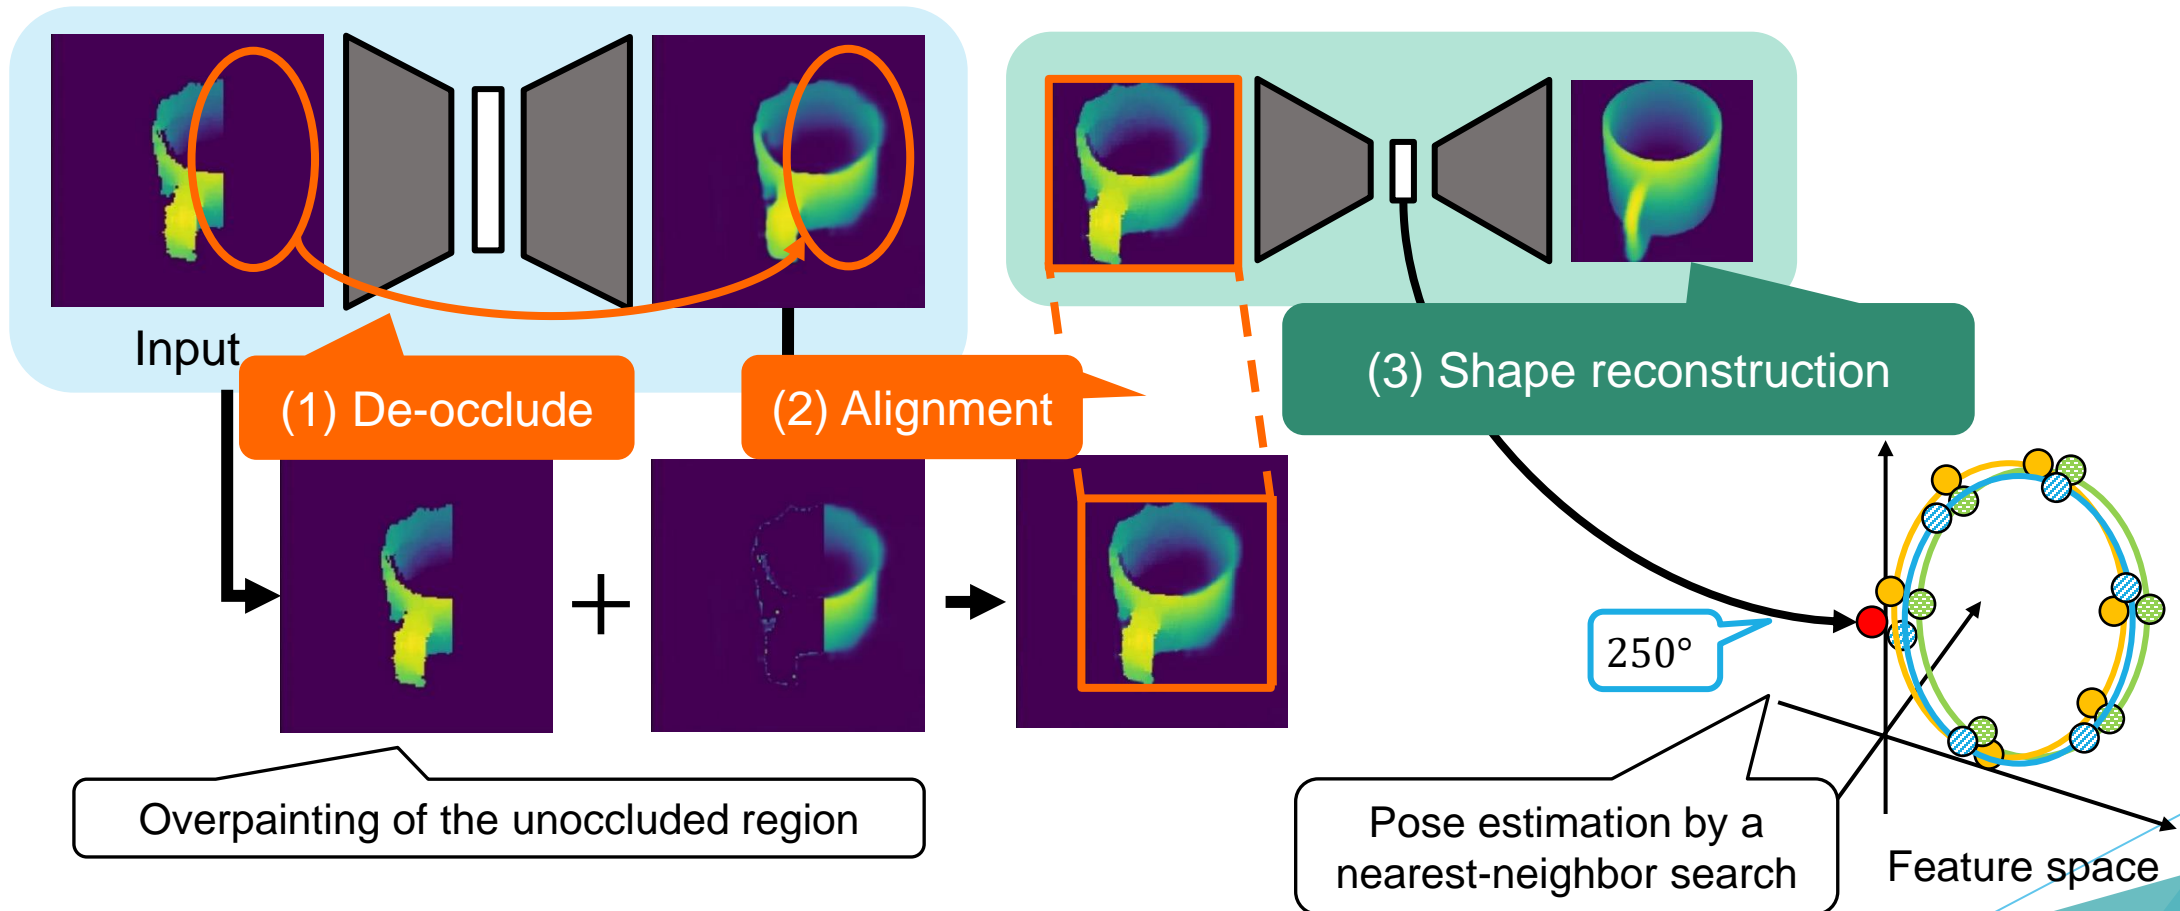 Input
(1) De-occlude
(2) Alignment
(3) Shape reconstruction
250°
Overpainting of the unoccluded region
Pose estimation by a
nearest-neighbor search
Feature space